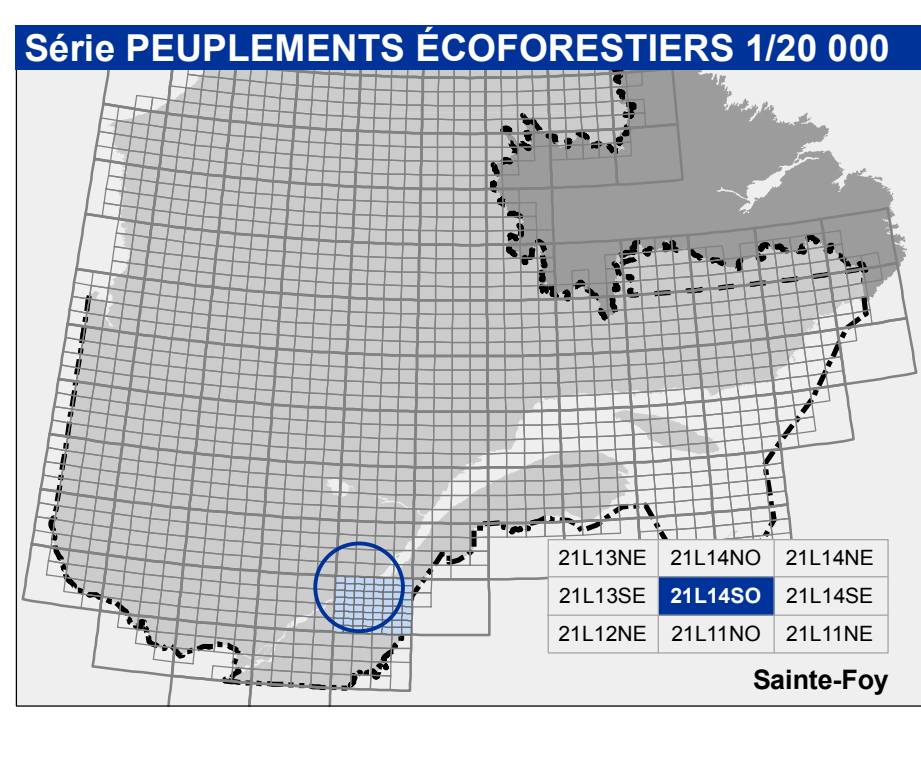 Série PEUPLEMENTS ÉCOFORESTIERS 1/20 000
21L13NE 21L14NO 21L14NE
21L13SE 21L14SO 21L14SE
21L12NE 21L11NO 21L11NE
Sainte-Foy